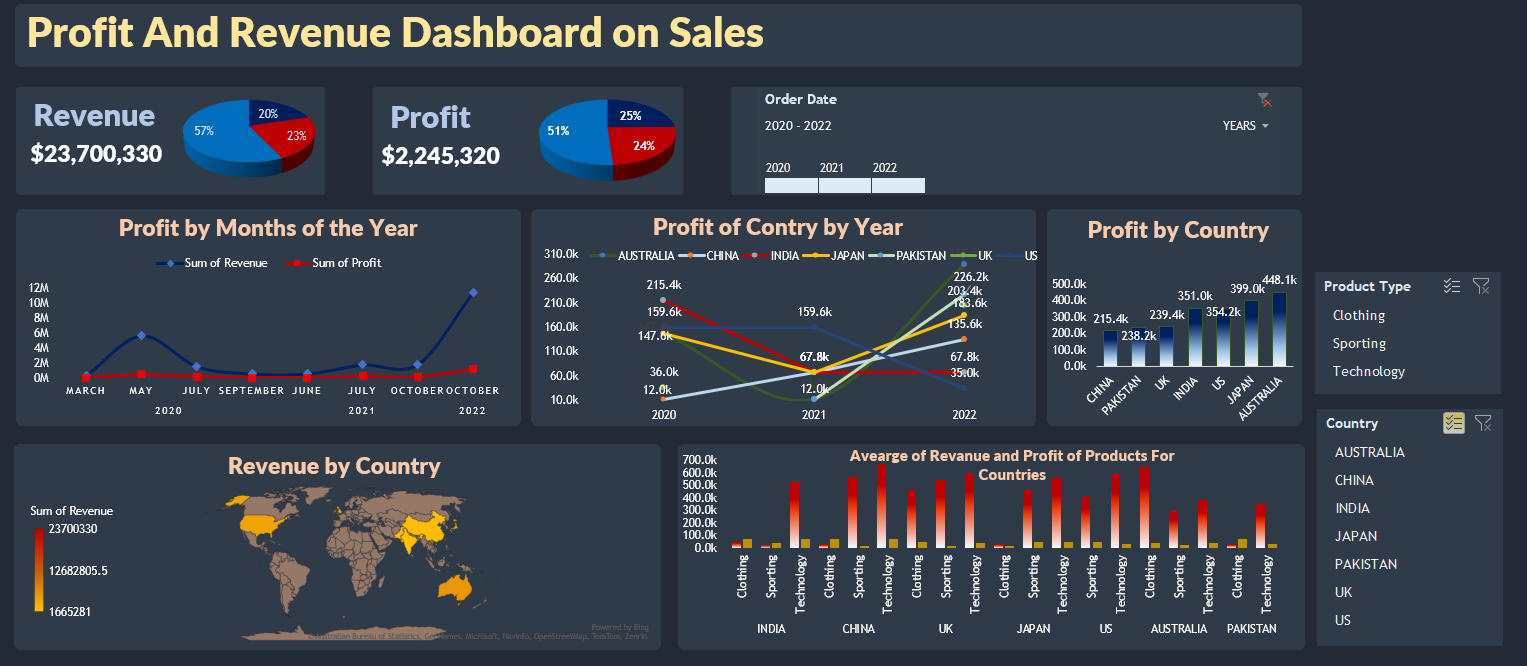 Profit And Revenue Dashboard on Sales
Revenue
$23,700,330
20%
57%
23%
Profit
$2,245,320
25%
51%
24%
Order Date
2020 - 2022
YEARS
2020 2021 2022
Profit by Months of the Year
Sum of Revenue Sum of Profit
12M
10M
8M
6M
4M
2M
0M
MARCH MAY JULY SEPTEMBER JUNE JULY OCTOBER OCTOBER
2020 2021 2022
Profit of Contry by Year
AUSTRALIA CHINA INDIA JAPAN PAKISTAN UK US
310.0k
260.0k
210.0k
160.0k
110.0k
60.0k
10.0k
215.4k
159.6k
147.6k
36.0k
12.0k
159.6k
67.8k
12.0k
226.2k
203.4k
183.6k
135.6k
67.8k
35.0k
2020 2021 2022
Profit by Country
500.0k
400.0k
300.0k
200.0k
100.0k
0.0k
215.4k
238.2k
239.4k
351.0k
354.2k
399.0k
448.1k
CHINA
PAKISTAN
UK
INDIA
US
JAPAN
AUSTRALIA
Product Type
Clothing
Sporting
Technology
Country
AUSTRALIA
CHINA
INDIA
JAPAN
PAKISTAN
UK
US
Revenue by Country
Sum of Revenue
23700330
12682805.5
1665281
Powered by Bing
Australian Bureau of Statistics, GeoNames, Microsoft, Navinfo, OpenStreetMap, TomTom, Zenrin
Avearge of Revanue and Profit of Products For
Countries
700.0k
600.0k
500.0k
400.0k
300.0k
200.0k
100.0k
0.0k
Clothing Sporting Technology Clothing Sporting Technology Clothing Sporting Technology Clothing Technology Sporting Technology Clothing Sporting Technology Clothing Technology
INDIA CHINA UK JAPAN US AUSTRALIA PAKISTAN